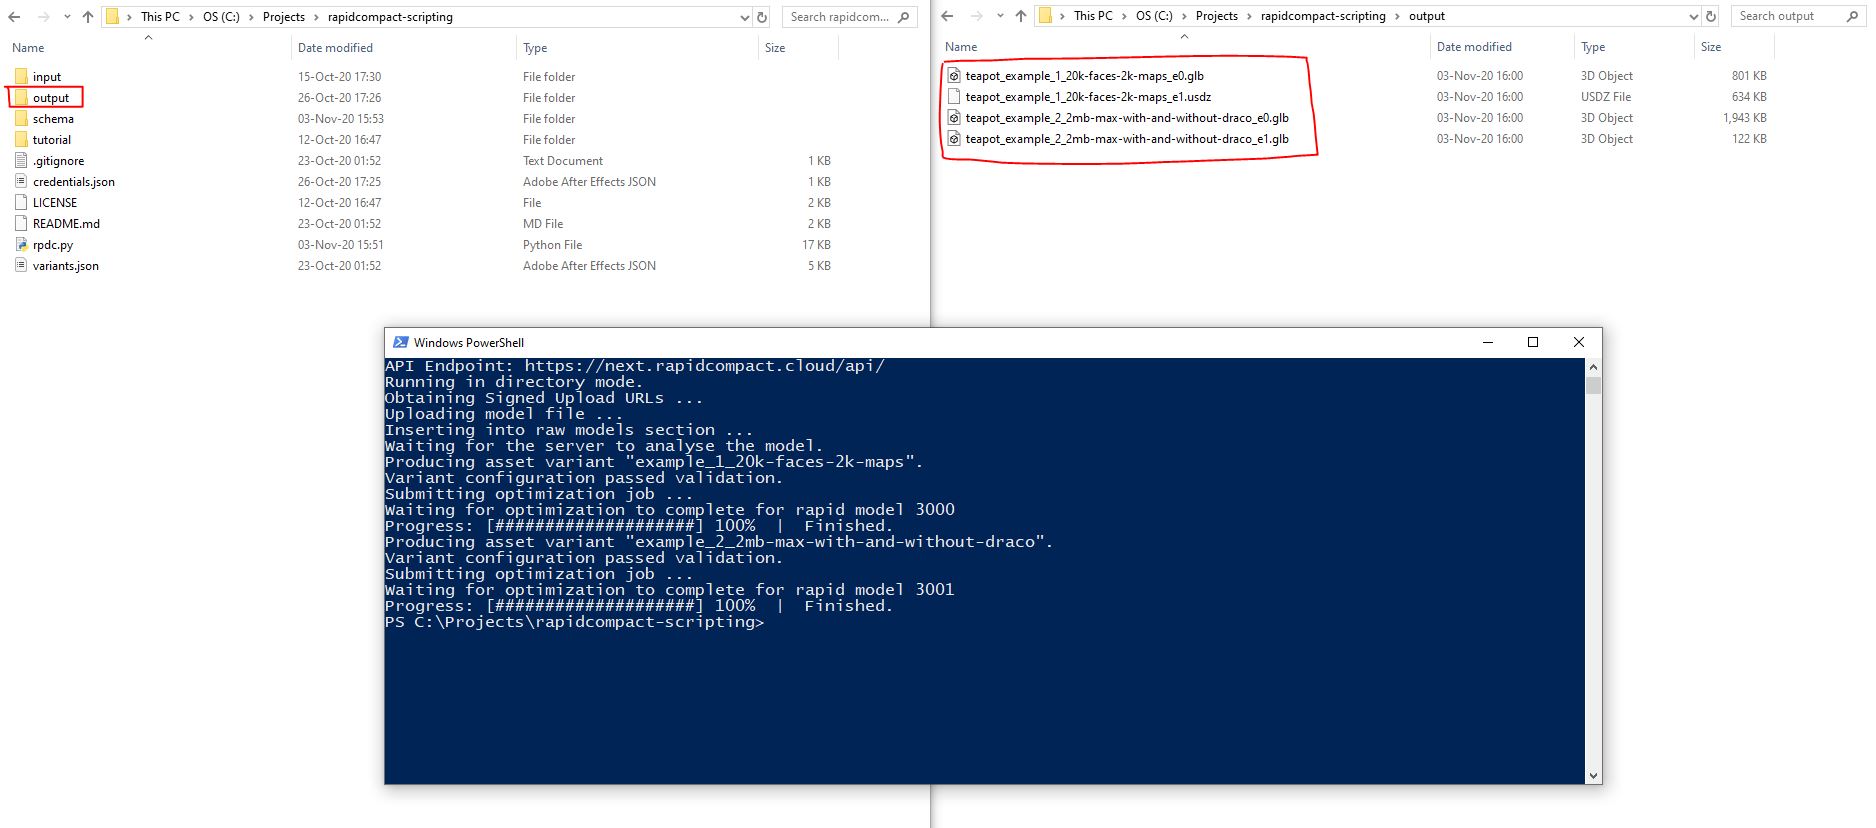 This PC > OS (C:) > Projects > rapidcompact-scripting
Search rapidcom...
Name Date modified Type Size
input 15-Oct-20 17:30 File folder
output 26-Oct-20 17:26 File folder
schema 03-Nov-20 15:53 File folder
tutorial 12-Oct-20 16:47 File folder
.gitignore 23-Oct-20 01:52 Text Document 1 KB
credentials.json 26-Oct-20 17:25 Adobe After Effects JSON 1 KB
LICENSE 12-Oct-20 16:47 File 2 KB
README.md 23-Oct-20 01:52 MD File 2 KB
rpdc.py 03-Nov-20 15:51 Python File 17 KB
variants.json 23-Oct-20 01:52 Adobe After Effects JSON 5 KB
This PC > OS (C:) > Projects > rapidcompact-scripting > output
Search output
Name Date modified Type Size
teapot_example_1_20k-faces-2k-maps_e0.glb 03-Nov-20 16:00 3D Object 801 KB
teapot_example_1_20k-faces-2k-maps_e1.usdz 03-Nov-20 16:00 USDZ File 634 KB
teapot_example_2_2mb-max-with-and-without-draco_e0.glb 03-Nov-20 16:00 3D Object 1,943 KB
teapot_example_2_2mb-max-with-and-without-draco_e1.glb 03-Nov-20 16:00 3D Object 122 KB
Windows PowerShell
API Endpoint: https://next.rapidcompact.cloud/api/
Running in directory mode.
Obtaining Signed Upload URLs ...
Uploading model file ...
Inserting into raw models section ...
Waiting for the server to analyse the model.
Producing asset variant "example_1_20k-faces-2k-maps".
Variant configuration passed validation.
Submitting optimization job ...
Waiting for optimization to complete for rapid model 3000
Progress: [####################] 100% | Finished.
Producing asset variant "example_2_2mb-max-with-and-without-draco".
Variant configuration passed validation.
Submitting optimization job ...
Waiting for optimization to complete for rapid model 3001
Progress: [####################] 100% | Finished.
PS C:\Projects\rapidcompact-scripting>